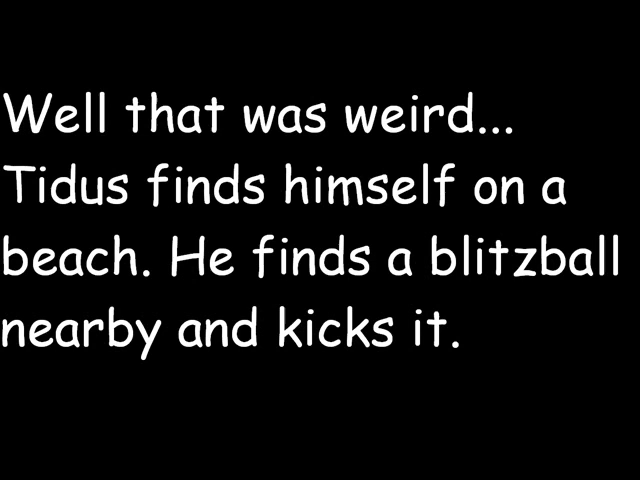 Well that was weird...
Tidus finds himself on a
beach. He finds a blitzball
nearby and kicks it.